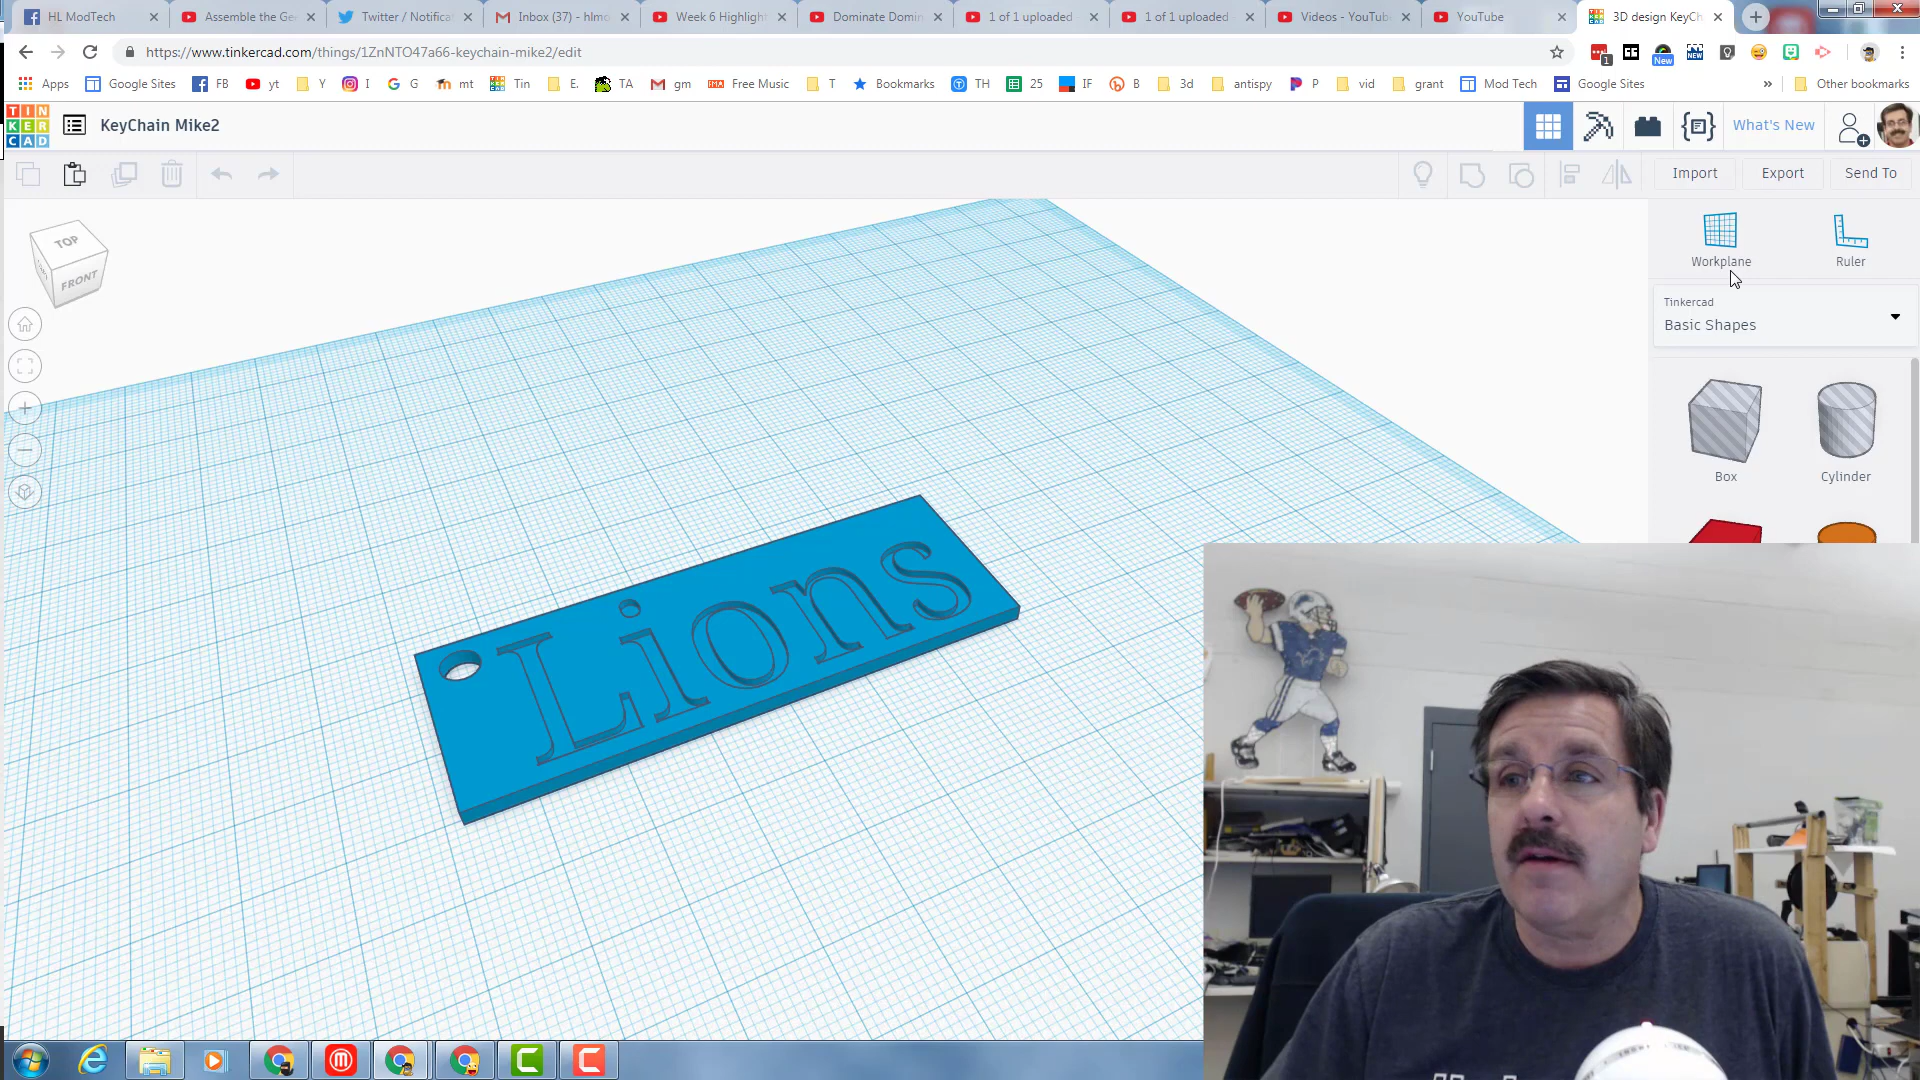 HL ModTech
Assemble the Ge
Twitter / Notifica
Inbox (37) - hlmo
Week 6 Highligh
Dominate Domin
1 of 1 uploaded
1 of 1 uploaded
Videos - YouTub
YouTube
3D design KeyCh
https://www.tinkercad.com/things/1ZnNTO47a66-keychain-mike2/edit
1
New
NEW
Apps
Google Sites
FB
yt
Y
I
G
mt
Tin
E.
TA
gm
Free Music
T
Bookmarks
TH
25
IF
B
3d
antispy
P
vid
grant
Mod Tech
Google Sites
»
Other bookmarks
TIN
KER
CAD
KeyChain Mike2
What's New
Import
Export
Send To
TOP
FRONT
Workplane
Ruler
Tinkercad
Basic Shapes
Box
Cylinder
Lions